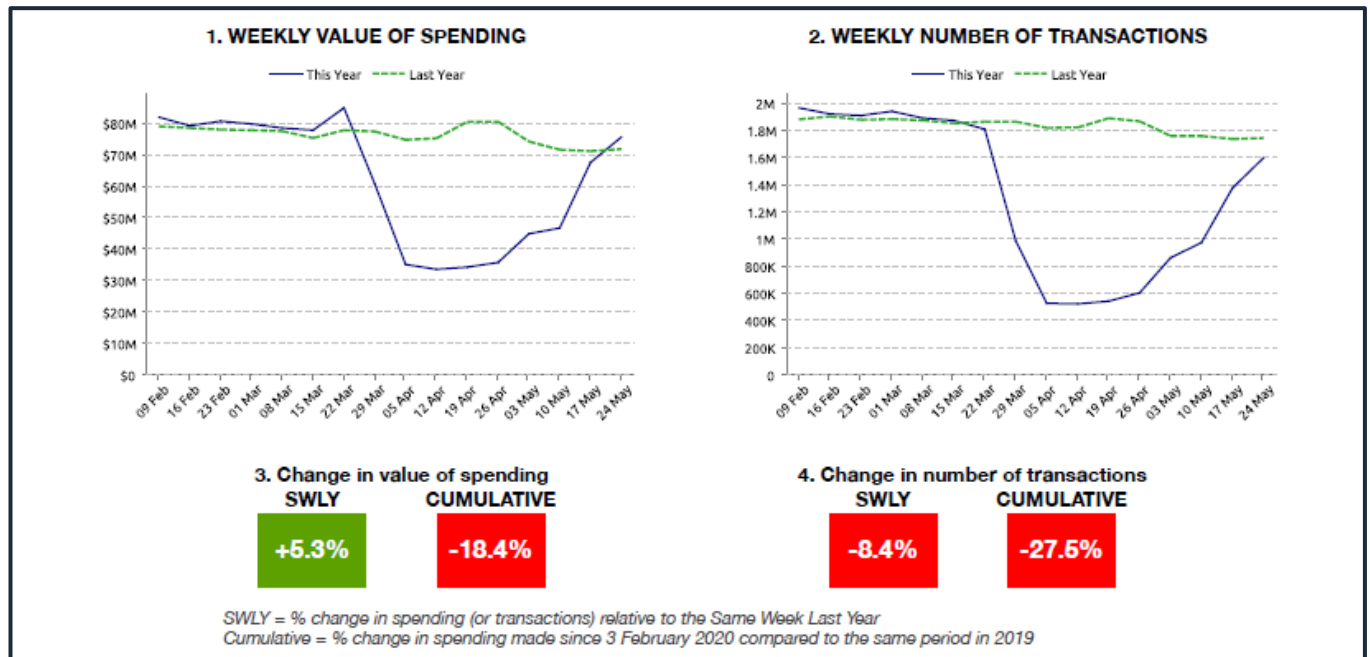 1. WEEKLY VALUE OF SPENDING
This Year Last Year
$80M
$70M
$60M
$50M
$40M
$30M
$20M
$10M
$0
09 Feb
16 Feb
23 Feb
01 Mar
08 Mar
15 Mar
22 Mar
29 Mar
05 Apr
12 Apr
19 Apr
26 Apr
03 May
10 May
17 May
24 May
2. WEEKLY NUMBER OF TRANSACTIONS
This Year Last Year
2M
1.8M
1.6M
1.4M
1.2M
1M
800K
600K
400K
200K
0
09 Feb
16 Feb
23 Feb
01 Mar
08 Mar
15 Mar
22 Mar
29 Mar
05 Apr
12 Apr
19 Apr
26 Apr
03 May
10 May
17 May
24 May
3. Change in value of spending
SWLY CUMULATIVE
+5.3% -18.4%
4. Change in number of transactions
SWLY CUMULATIVE
-8.4% -27.5%
SWLY = % change in spending (or transactions) relative to the Same Week Last Year
Cumulative = % change in spending made since 3 February 2020 compared to the same period in 2019